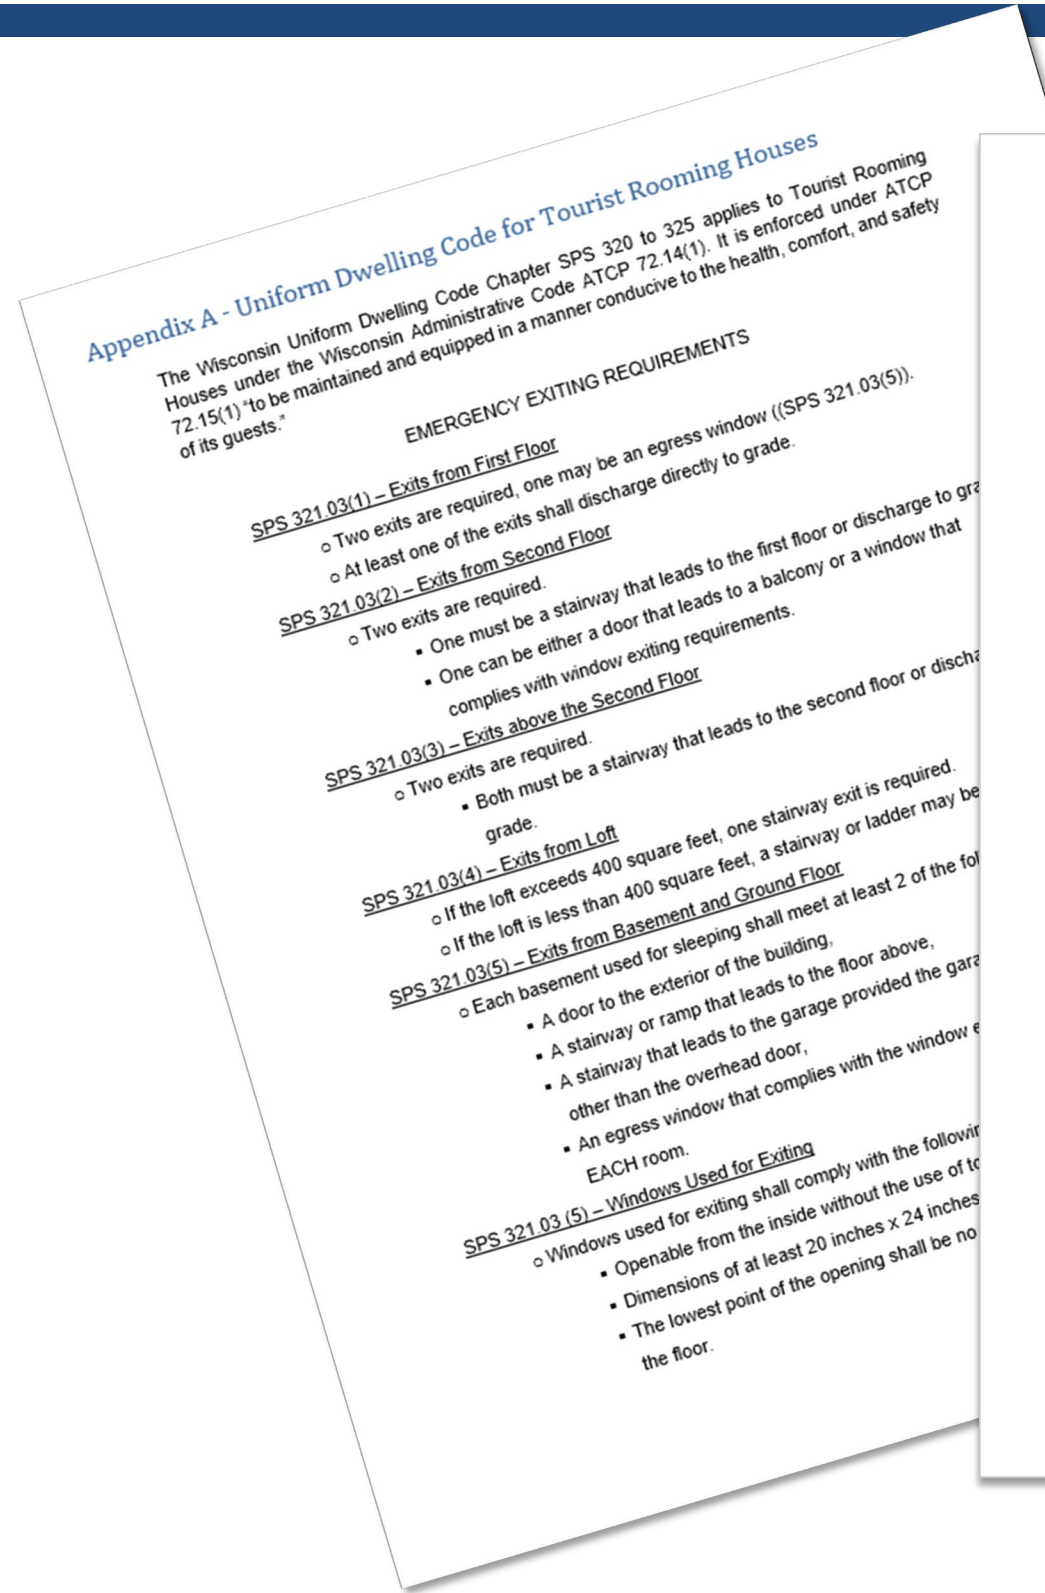 Appendix A - Uniform Dwelling Code for Tourist Rooming Houses
The Wisconsin Uniform Dwelling Code Chapter SPS 320 to 325 applies to Tourist Rooming
Houses under the Wisconsin Administrative Code ATCP 72.14(1). It is enforced under ATCP
72.15(1) “to be maintained and equipped in a manner conducive to the health, comfort, and safety
of its guests.”
EMERGENCY EXITING REQUIREMENTS
SPS 321.03(1) – Exits from First Floor
o Two exits are required, one may be an egress window ((SPS 321.03(5)).
o At least one of the exits shall discharge directly to grade.
SPS 321.03(2) – Exits from Second Floor
o Two exits are required.
▪ One must be a stairway that leads to the first floor or discharge to gra
▪ One can be either a door that leads to a balcony or a window that
complies with window exiting requirements.
SPS 321.03(3) – Exits above the Second Floor
o Two exits are required.
▪ Both must be a stairway that leads to the second floor or discha
grade.
SPS 321.03(4) – Exits from Loft
o If the loft exceeds 400 square feet, one stairway exit is required.
o If the loft is less than 400 square feet, a stairway or ladder may be
SPS 321.03(5) – Exits from Basement and Ground Floor
o Each basement used for sleeping shall meet at least 2 of the fol
▪ A door to the exterior of the building,
▪ A stairway or ramp that leads to the floor above,
▪ A stairway that leads to the garage provided the gara
other than the overhead door,
▪ An egress window that complies with the window e
EACH room.
SPS 321.03 (5) – Windows Used for Exiting
o Windows used for exiting shall comply with the followin
▪ Openable from the inside without the use of to
▪ Dimensions of at least 20 inches x 24 inches
▪ The lowest point of the opening shall be no
the floor.